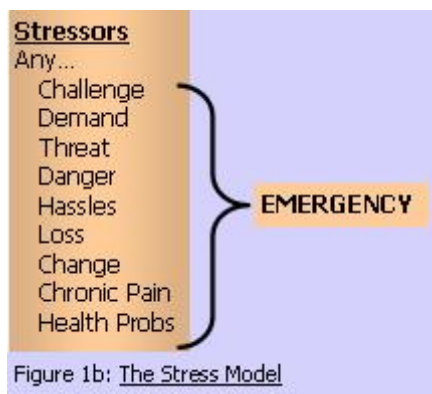 Stressors
Any...
Challenge
Demand
Threat
Danger
Hassles
Loss
Change
Chronic Pain
Health Probs
EMERGENCY
Figure 1b: The Stress Model